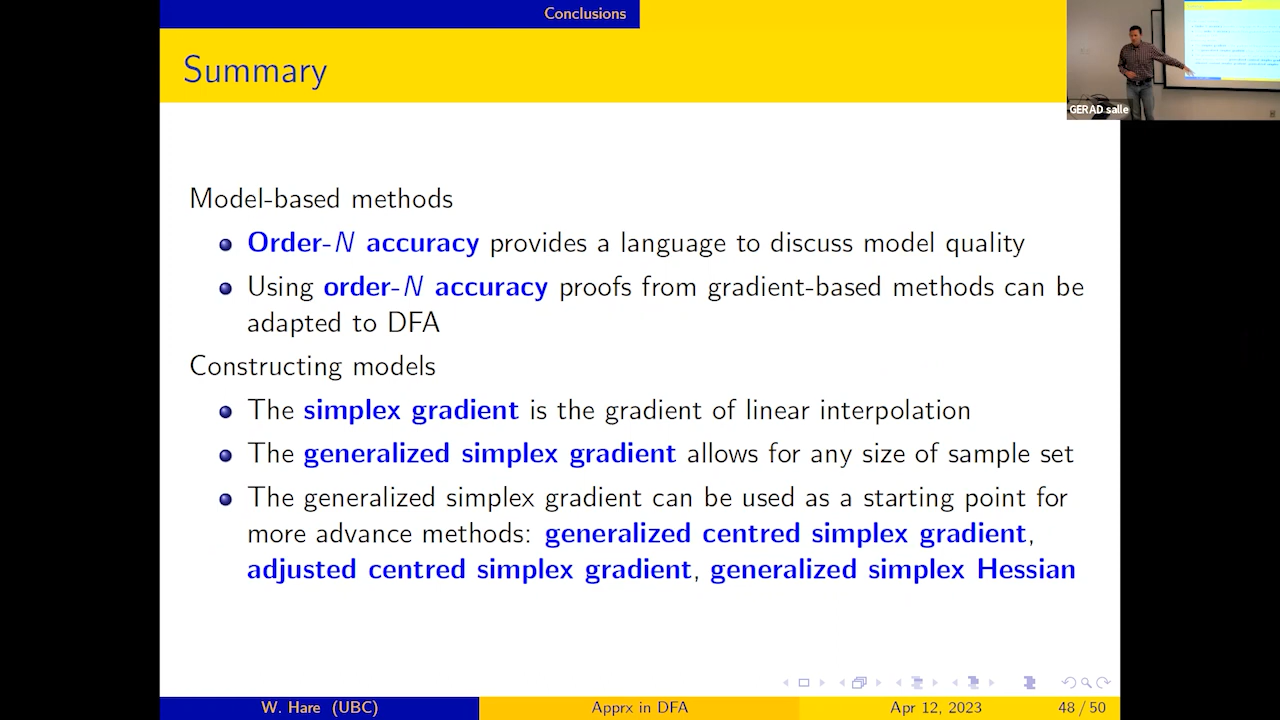 Conclusions
Summary
GERAD salle
Model-based methods
Order-N accuracy provides a language to discuss model quality
Using order-N accuracy proofs from gradient-based methods can be
adapted to DFA
Constructing models
The simplex gradient is the gradient of linear interpolation
The generalized simplex gradient allows for any size of sample set
The generalized simplex gradient can be used as a starting point for
more advance methods: generalized centred simplex gradient,
adjusted centred simplex gradient, generalized simplex Hessian
W. Hare (UBC)
Apprx in DFA
Apr 12, 2023
48 / 50